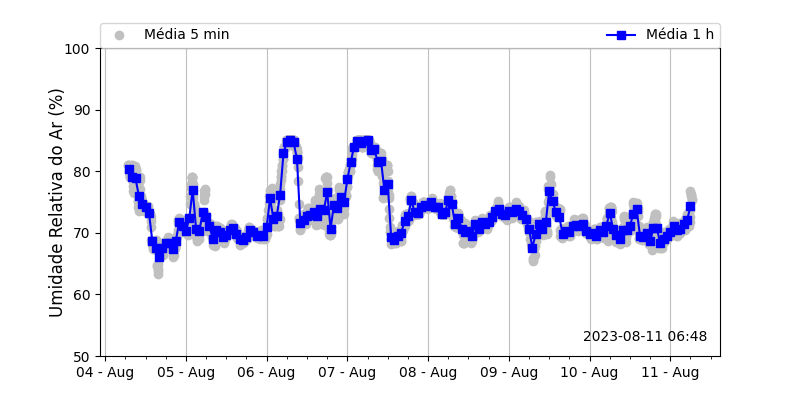 Média 5 min
Média 1 h
Umidade Relativa do Ar (%)
100
90
80
70
60
50
2023-08-11 06:48
04 - Aug
05 - Aug
06 - Aug
07 - Aug
08 - Aug
09 - Aug
10 - Aug
11 - Aug